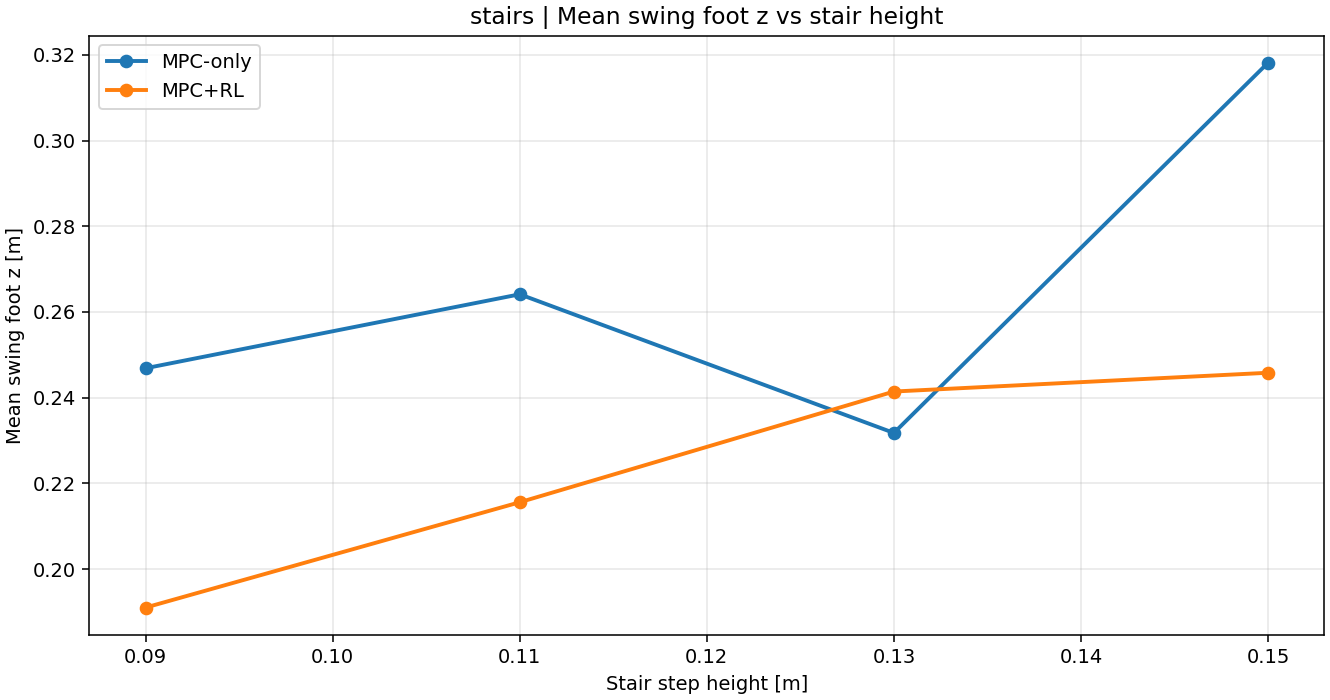 stairs | Mean swing foot z vs stair height
MPC-only
MPC+RL
Mean swing foot z [m]
0.32
0.30
0.28
0.26
0.24
0.22
0.20
0.09 0.10 0.11 0.12 0.13 0.14 0.15
Stair step height [m]